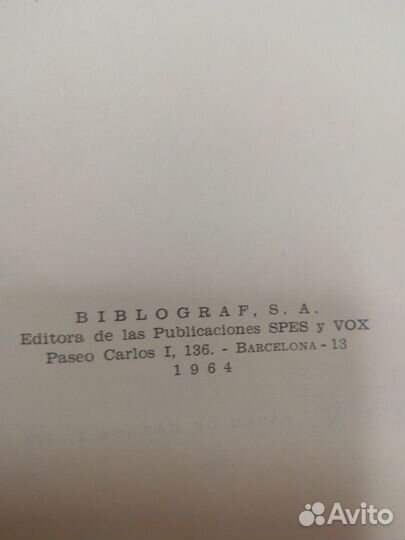 BIBLOGRAF, S. A.
Editora de las Publicaciones SPES y VOX
Paseo Carlos I, 136. - BARCELONA - 13
1964
Avito